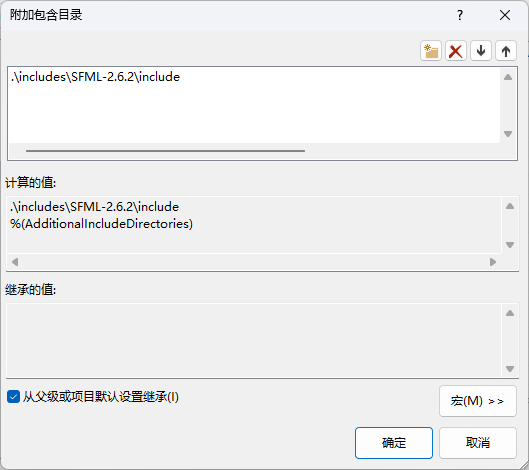 附加包含目录
?
.\includes\SFML-2.6.2\include
计算的值:
.\includes\SFML-2.6.2\include
%(AdditionalIncludeDirectories)
继承的值:
从父级或项目默认设置继承(I)
宏(M) >>
确定
取消